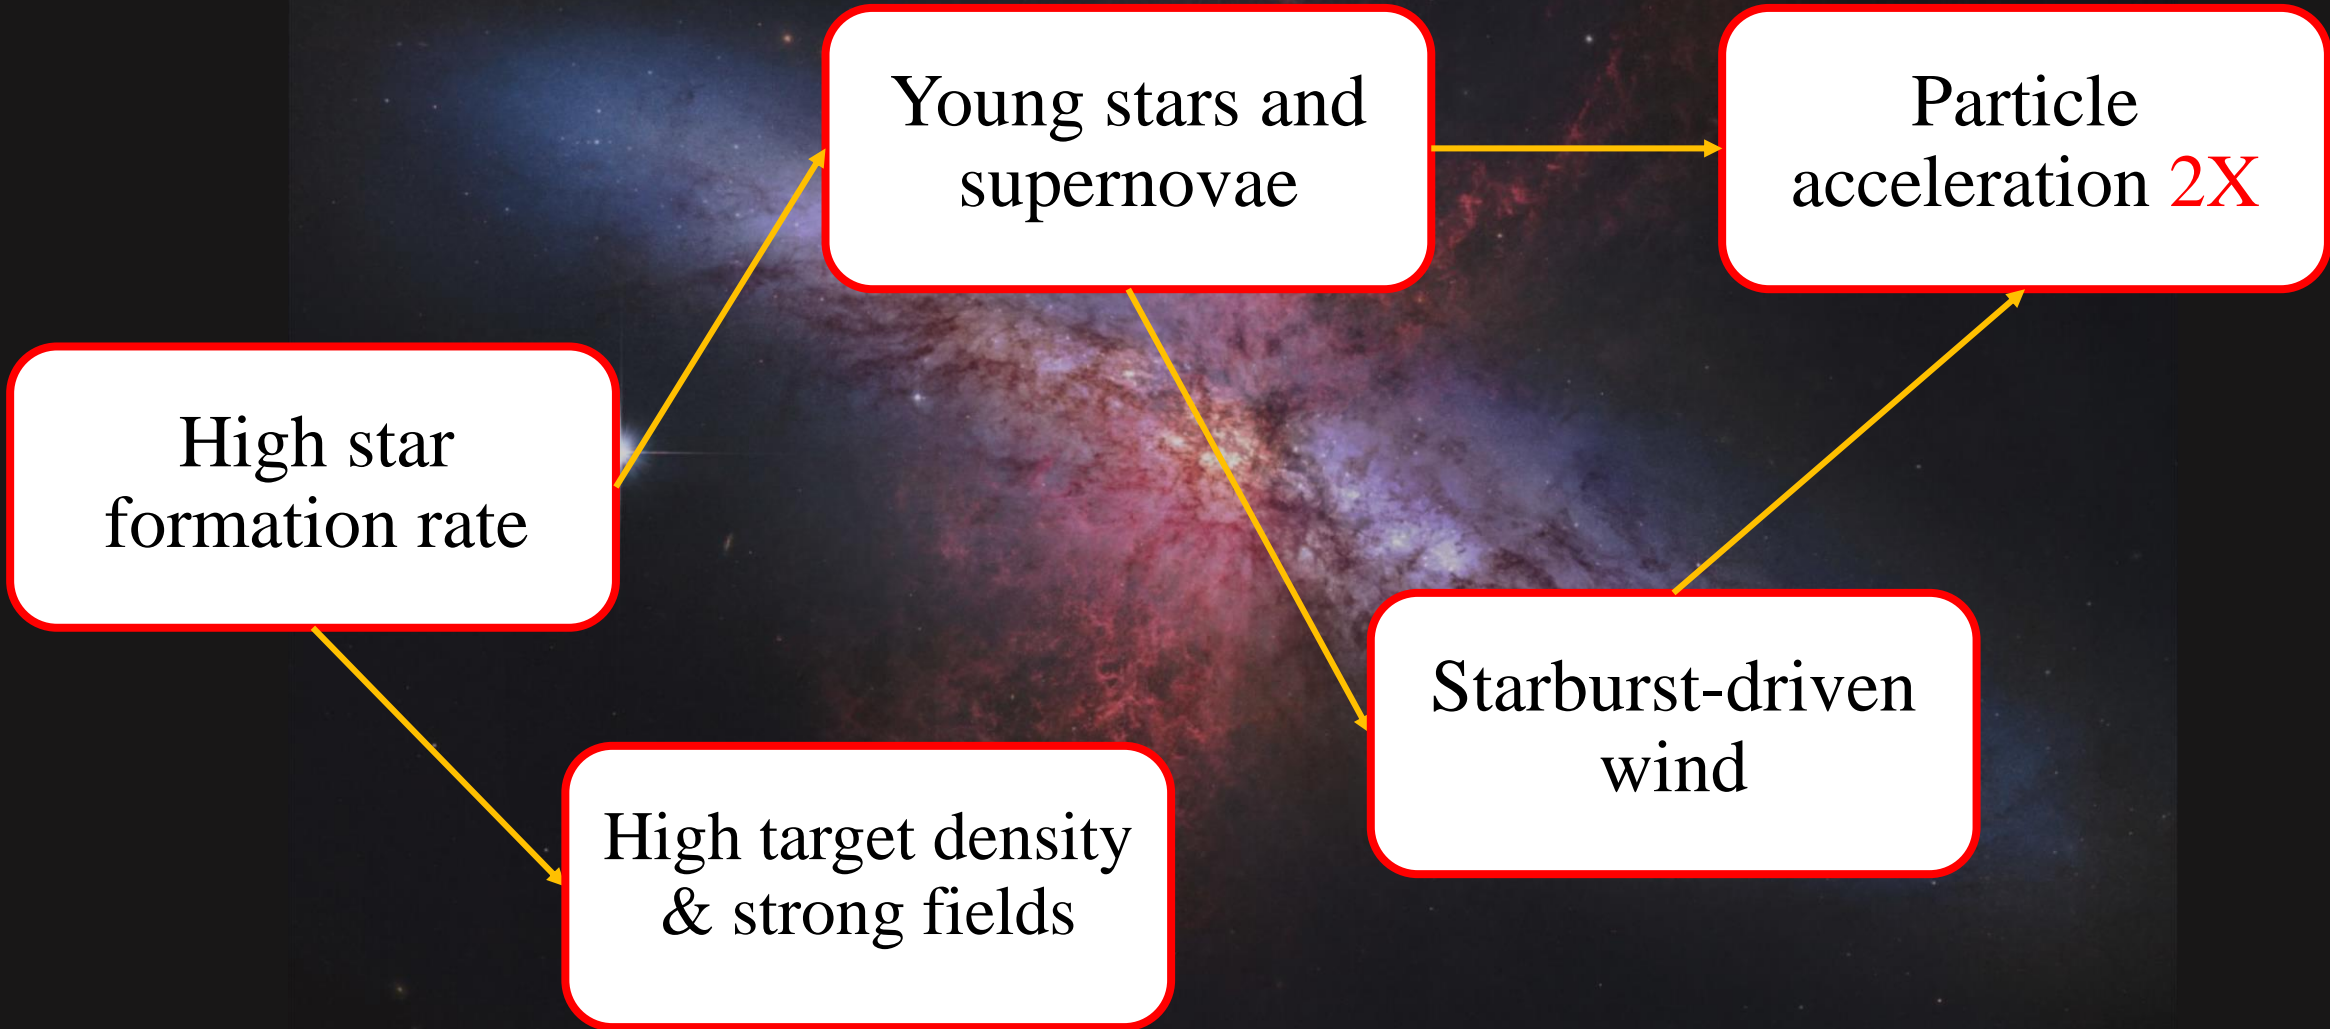 Young stars and
supernovae
Particle
acceleration 2X
High star
formation rate
Starburst-driven
wind
High target density
& strong fields